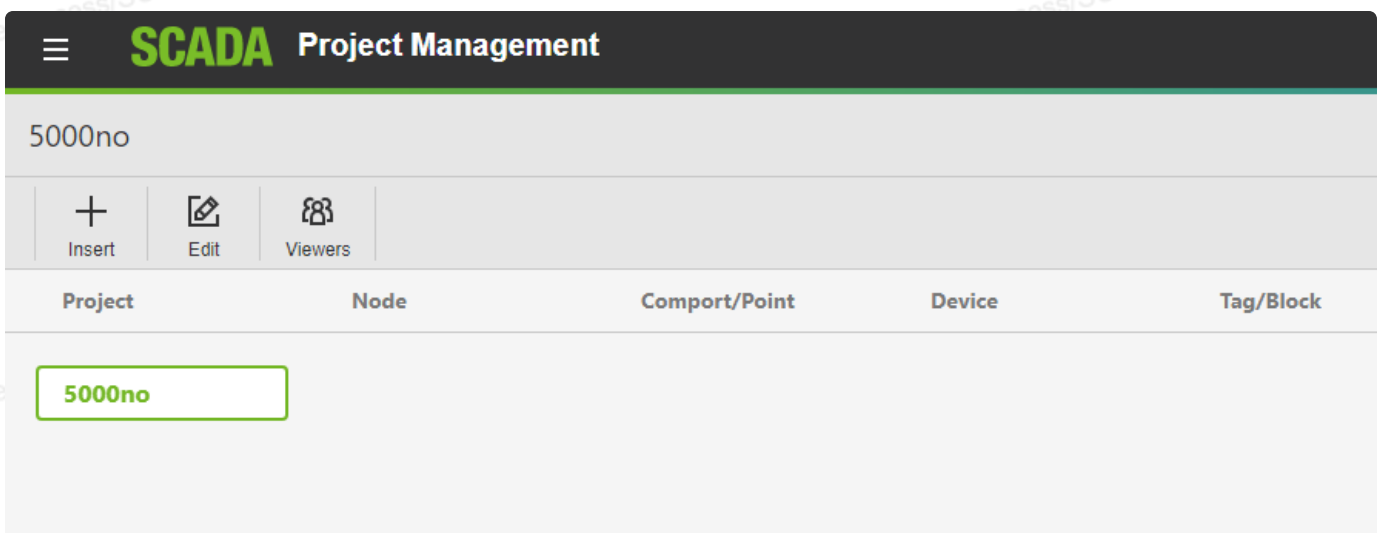 SCADA Project Management
5000no
Insert Edit Viewers
Project Node Comport/Point Device Tag/Block
5000no